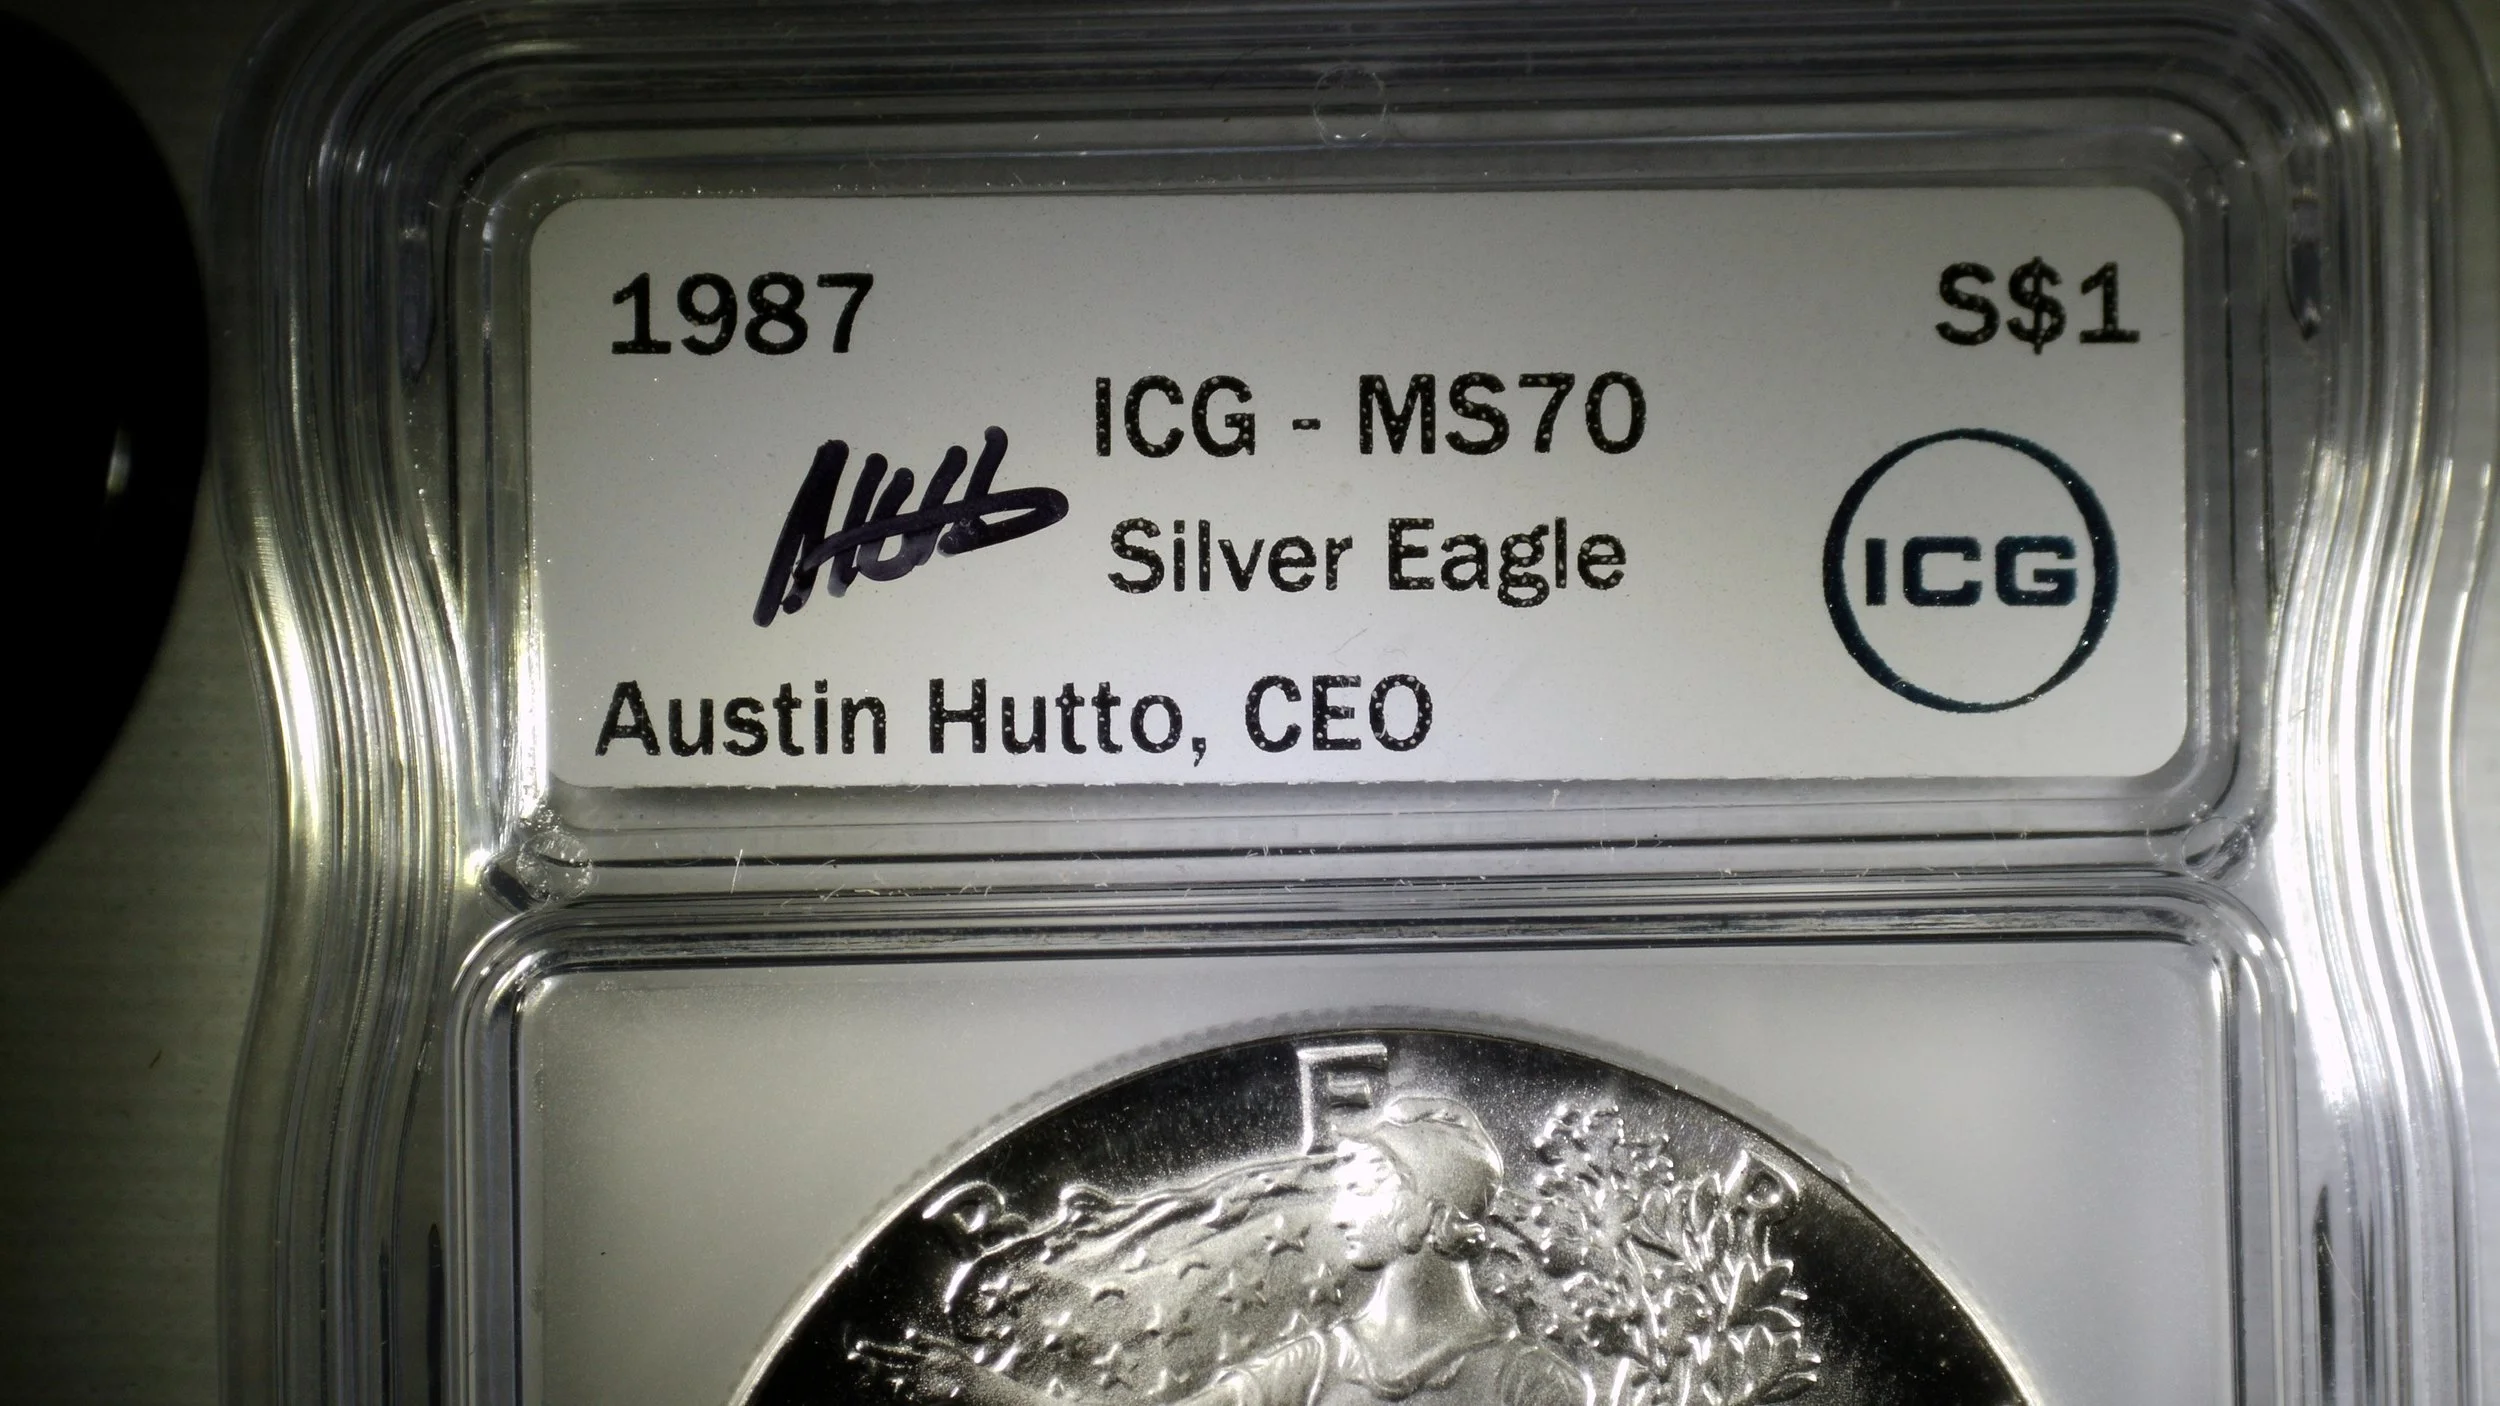 1987 S$1
ICG - MS70
Silver Eagle
ICG
Austin Hutto, CEO
E
R